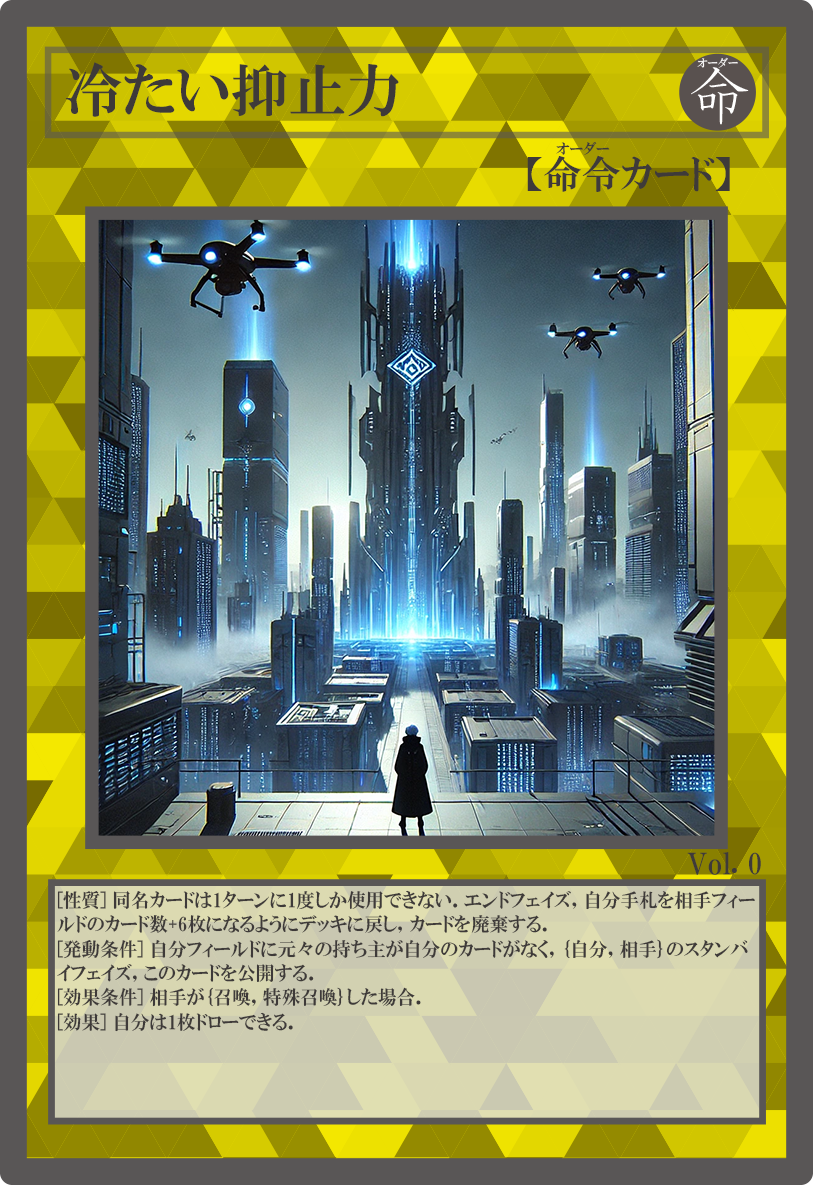 冷たい抑止力
オーダー
命
オーダー
【命令カード】
Vol. 0
[性質] 同名カードは1ターンに1度しか使用できない. エンドフェイズ, 自分手札を相手フィー
ルドのカード数+6枚になるようにデッキに戻し, カードを廃棄する.
[発動条件] 自分フィールドに元々の持ち主が自分のカードがなく, {自分, 相手}のスタンバ
イフェイズ, このカードを公開する.
[効果条件] 相手が{召喚, 特殊召喚}した場合.
[効果] 自分は1枚ドローできる.